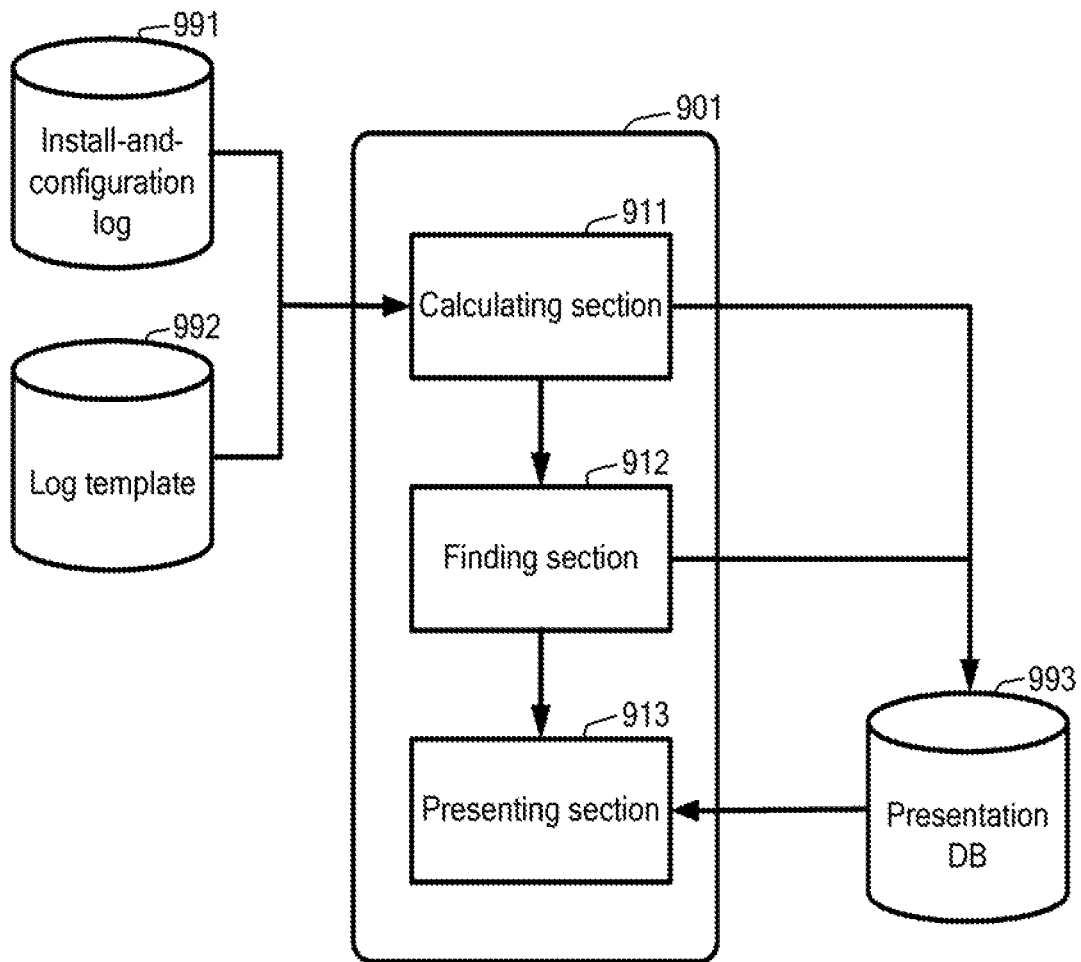 991
Install-and-
configuration
log
992
Log template
901
911
Calculating section
912
Finding section
913
Presenting section
993
Presentation
DB